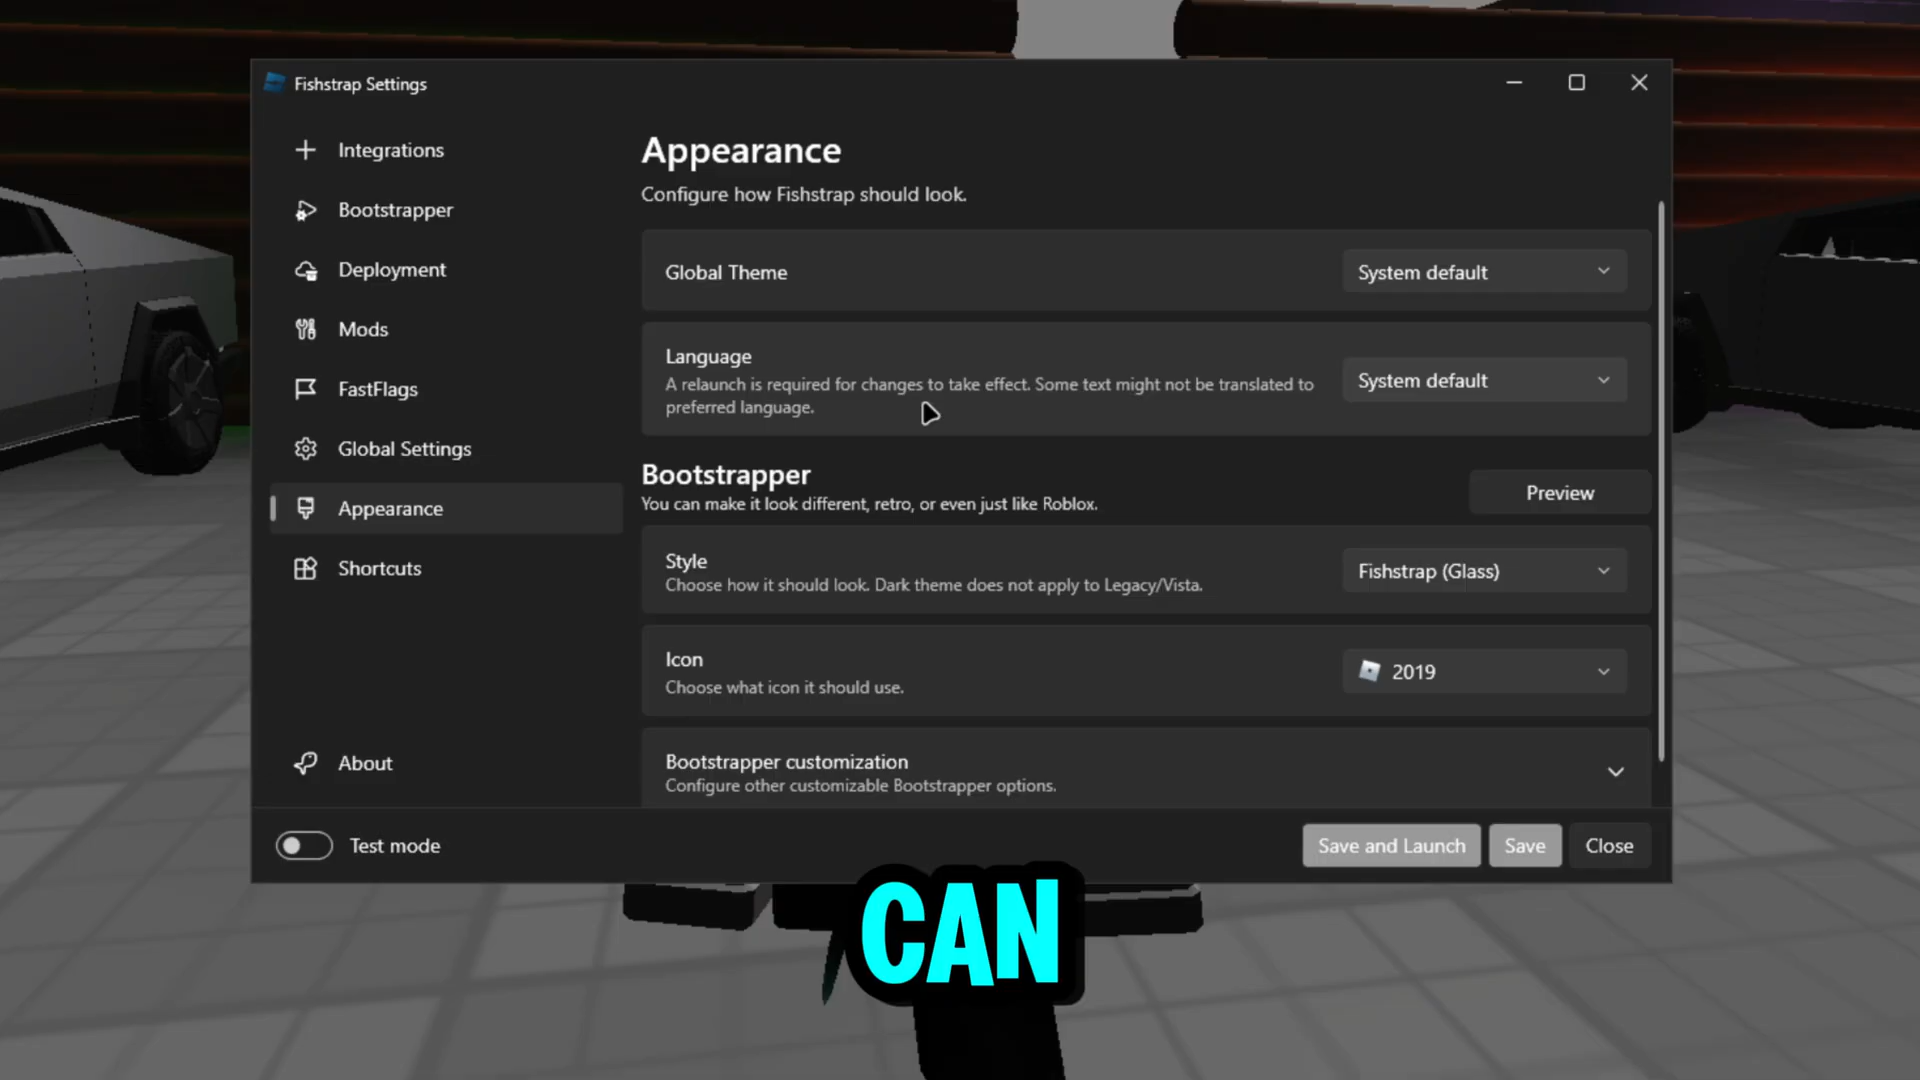 Fishstrap Settings
Integrations
Bootstrapper
Deployment
Mods
FastFlags
Global Settings
Appearance
Shortcuts
About
Appearance
Configure how Fishstrap should look.
Global Theme
System default
Language
A relaunch is required for changes to take effect. Some text might not be translated to
preferred language.
System default
Bootstrapper
You can make it look different, retro, or even just like Roblox.
Preview
Style
Choose how it should look. Dark theme does not apply to Legacy/Vista.
Fishstrap (Glass)
Icon
Choose what icon it should use.
2019
Bootstrapper customization
Configure other customizable Bootstrapper options.
Test mode
Save and Launch
Save
Close
CAN